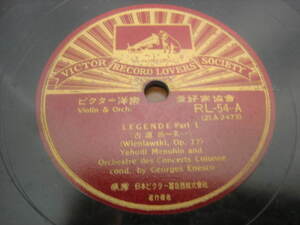 VICTOR RECORD LOVERS' SOCIETY
ビクター洋楽 愛好家協會
Violin & Orch.
RL-54-A
(2LA 2473)
LEGENDE Part 1
(Wieniawski, Op. 17)
Yehudi Menuhin and
Orchestre des Concerts Colonne
cond. by Georges Enesco
日本ビクター蓄音器株式会社